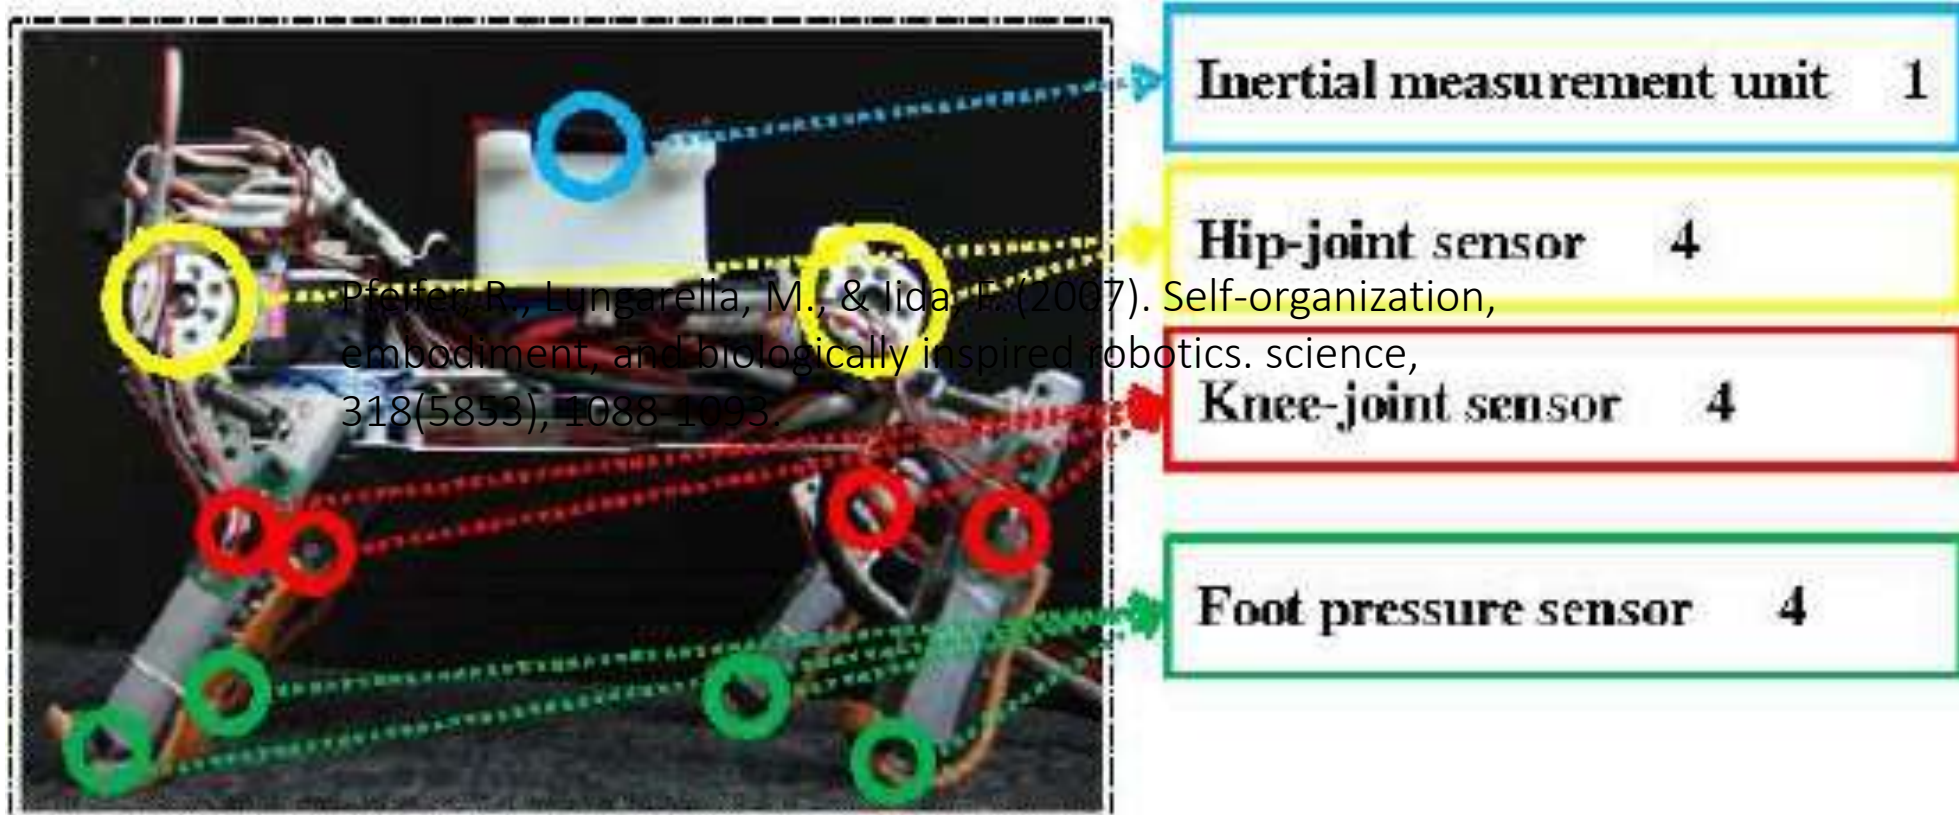 Inertial measurement unit 1
Hip-joint sensor 4
Pfeifer, R., Lungarella, M., & Iida, F. (2007). Self-organization,
embodiment, and biologically inspired robotics. science,
318(5853), 1088-1093.
Knee-joint sensor 4
Foot pressure sensor 4